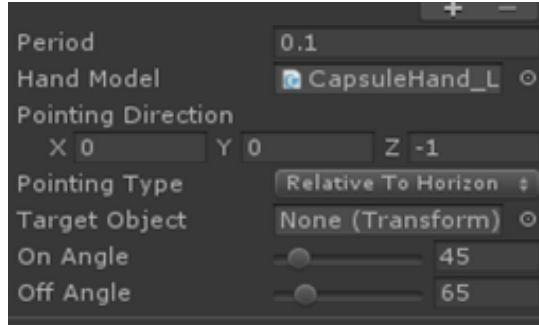 + −
Period 0.1
Hand Model CapsuleHand_L
Pointing Direction
X 0 Y 0 Z -1
Pointing Type Relative To Horizon
Target Object None (Transform)
On Angle 45
Off Angle 65